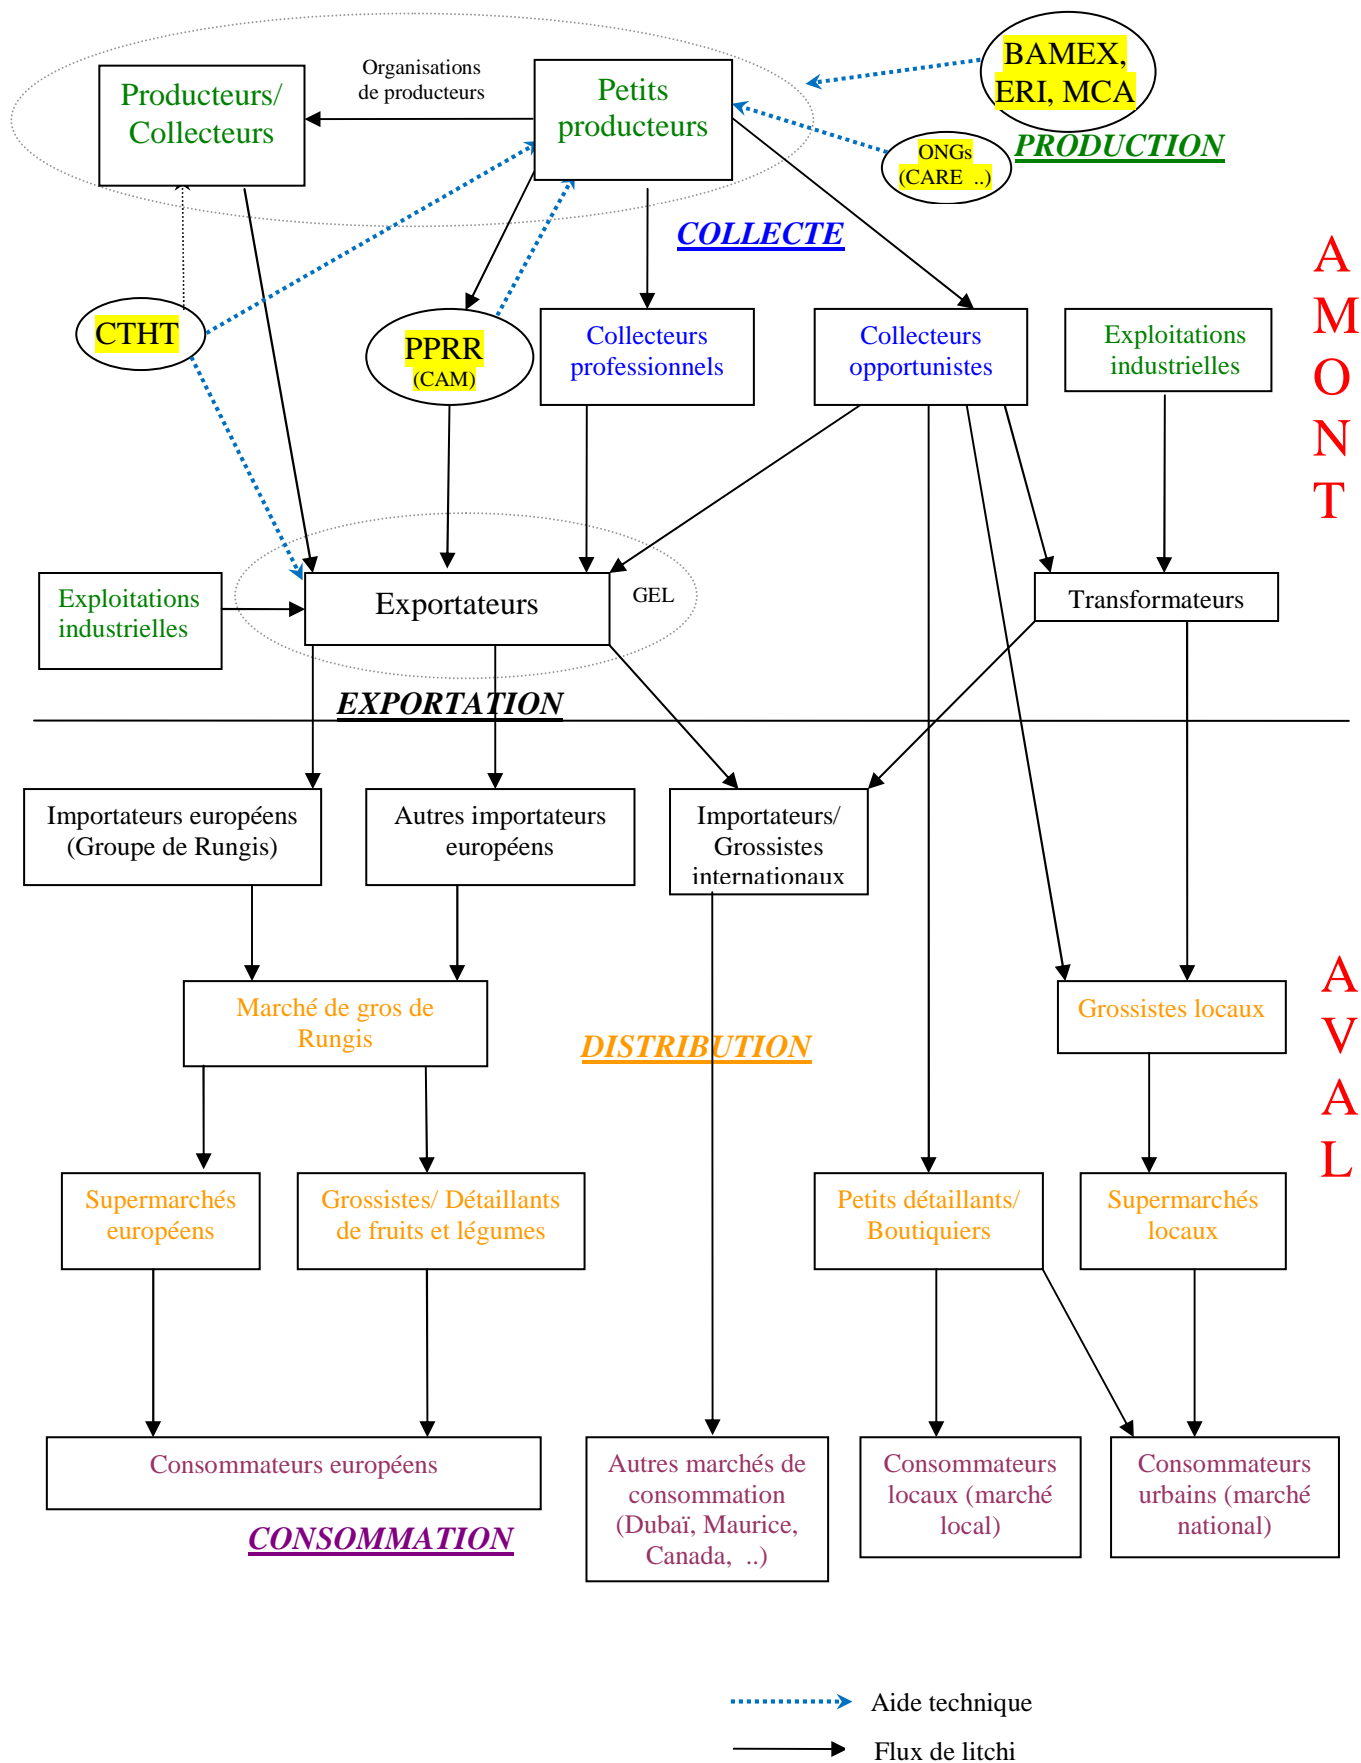 BAMEX,
ERI, MCA
Organisations
de producteurs
Producteurs/
Collecteurs
Petits
producteurs
ONGs
(CARE ..)
PRODUCTION
COLLECTE
A
M
O
N
T
CTHT
PPRR
(CAM)
Collecteurs
professionnels
Collecteurs
opportunistes
Exploitations
industrielles
Exploitations
industrielles
Exportateurs
GEL
Transformateurs
EXPORTATION
Importateurs européens
(Groupe de Rungis)
Autres importateurs
européens
Importateurs/
Grossistes
internationaux
A
V
A
L
Marché de gros de
Rungis
DISTRIBUTION
Grossistes locaux
Supermarchés
européens
Grossistes/ Détaillants
de fruits et légumes
Petits détaillants/
Boutiquiers
Supermarchés
locaux
Consommateurs européens
Autres marchés de
consommation
(Dubaï, Maurice,
Canada, ..)
Consommateurs
locaux (marché
local)
Consommateurs
urbains (marché
national)
CONSOMMATION
Aide technique
Flux de litchi